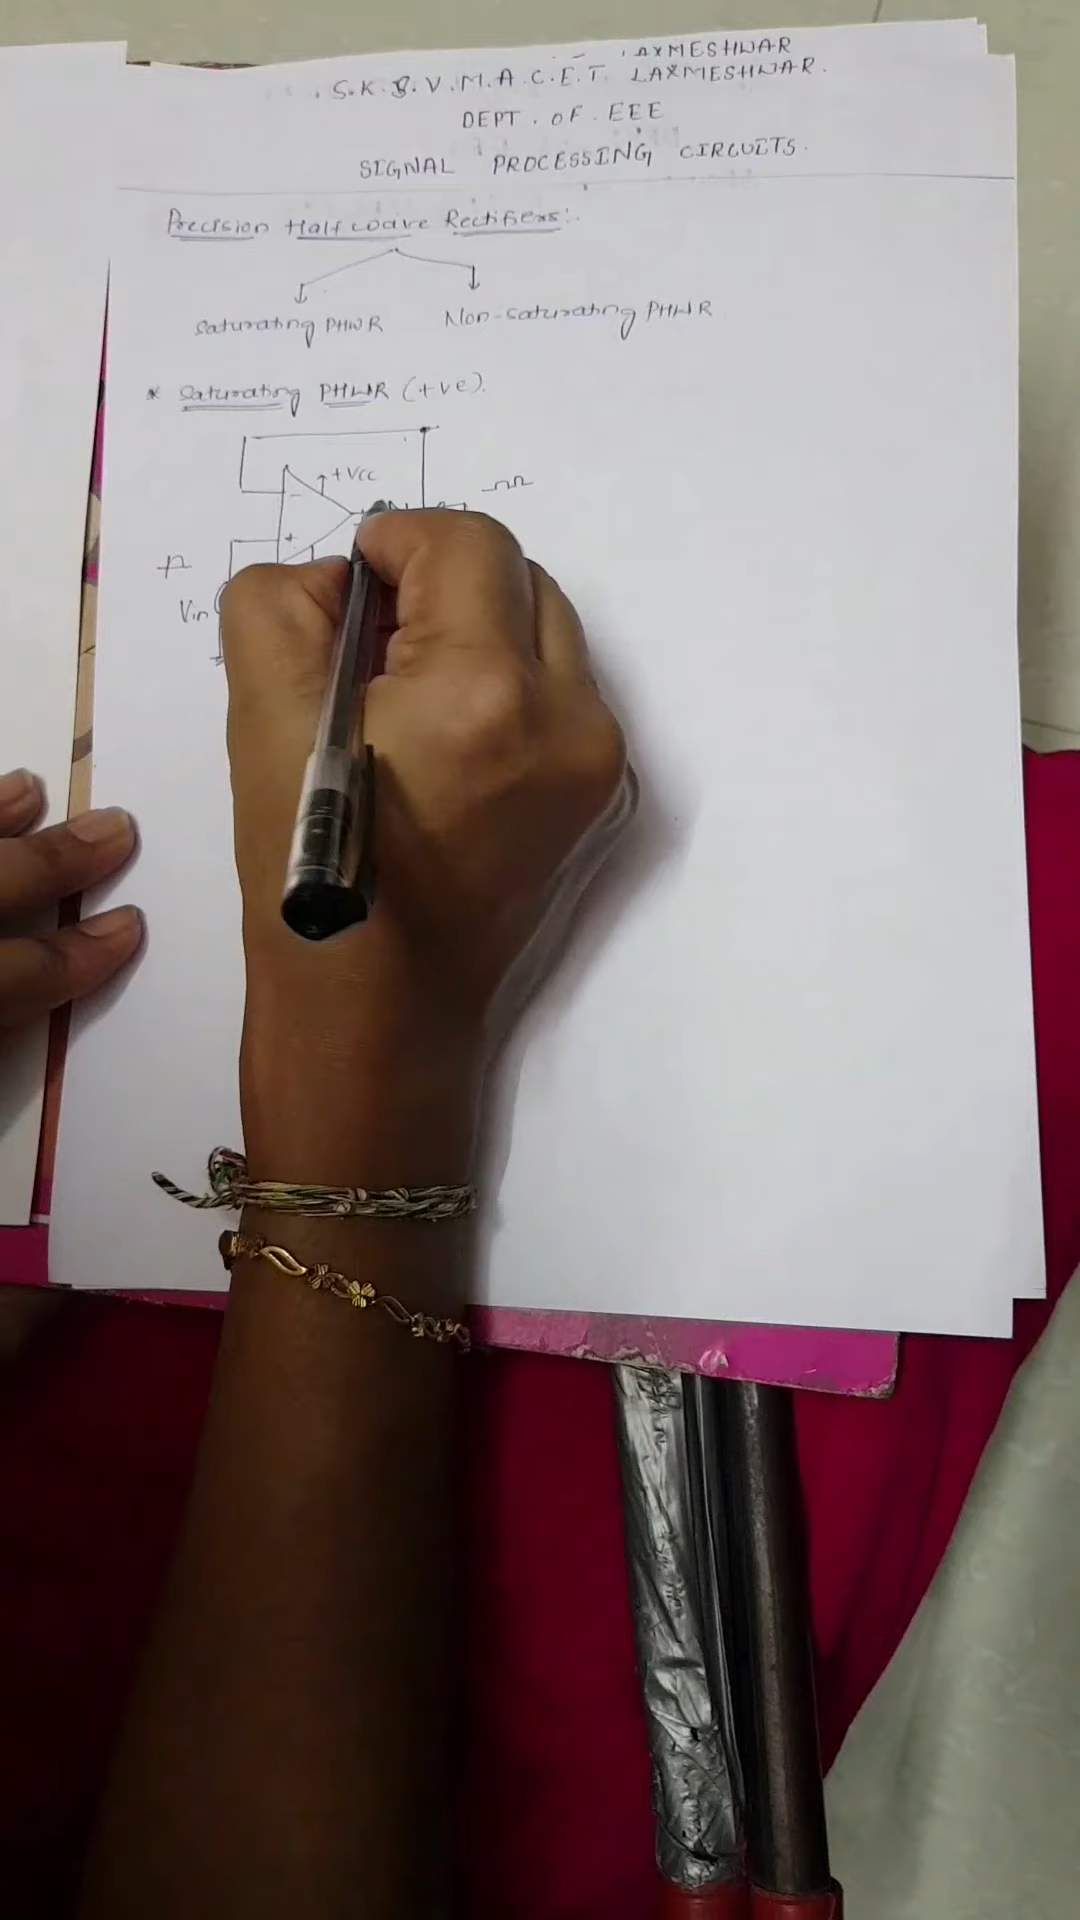 LAXMESHWAR
S.K.S.V.M.A.C.E.T. LAXMESHWAR.
DEPT. OF. EEE
SIGNAL PROCESSING CIRCUITS.
Precision Half wave Rectifiers:.
Saturating PHWR Non-saturating PHWR
* Saturating PHWR (+ve).
+Vcc
-
+
Vin